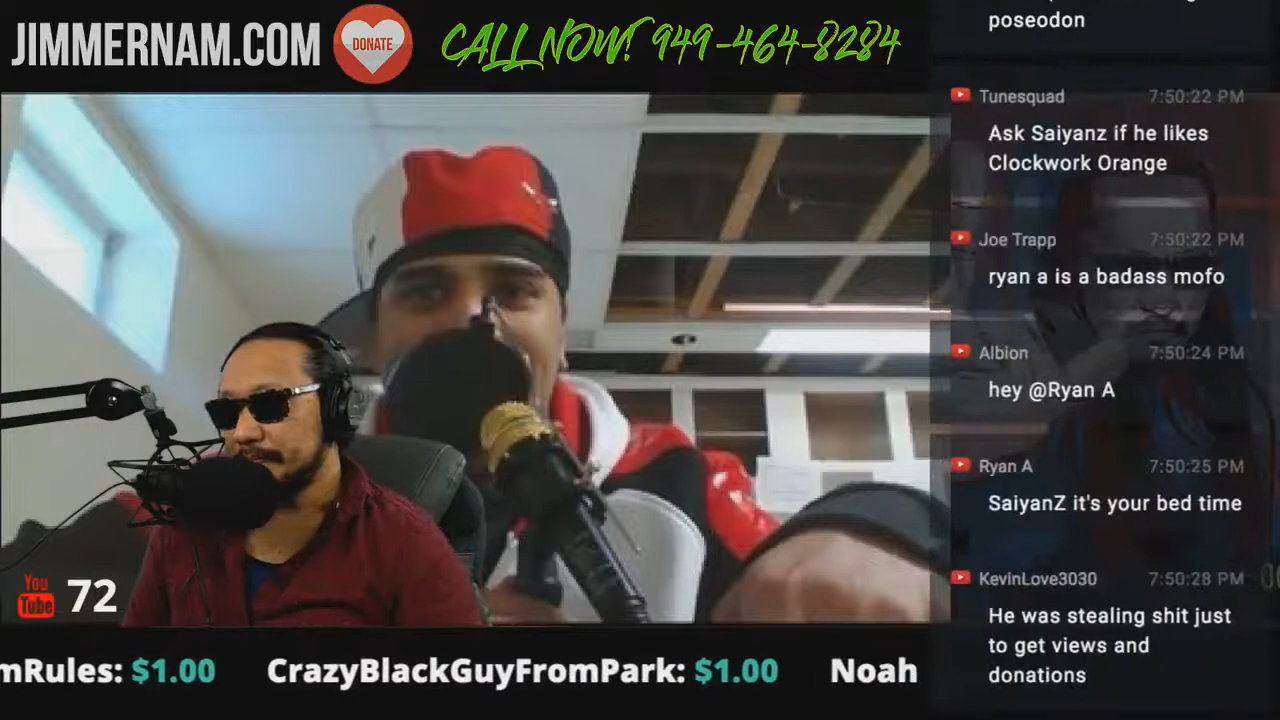 JIMMERNAM.COM
DONATE
CALL NOW! 949-464-8284
poseodon
Tunesquad 7:50:22 PM
Ask Saiyanz if he likes
Clockwork Orange
Joe Trapp 7:50:22 PM
ryan a is a badass mofo
Albion 7:50:24 PM
hey @Ryan A
Ryan A 7:50:25 PM
SaiyanZ it's your bed time
KevinLove3030 7:50:28 PM
He was stealing shit just
to get views and
donations
You
Tube
72
mRules: $1.00 CrazyBlackGuyFromPark: $1.00 Noah